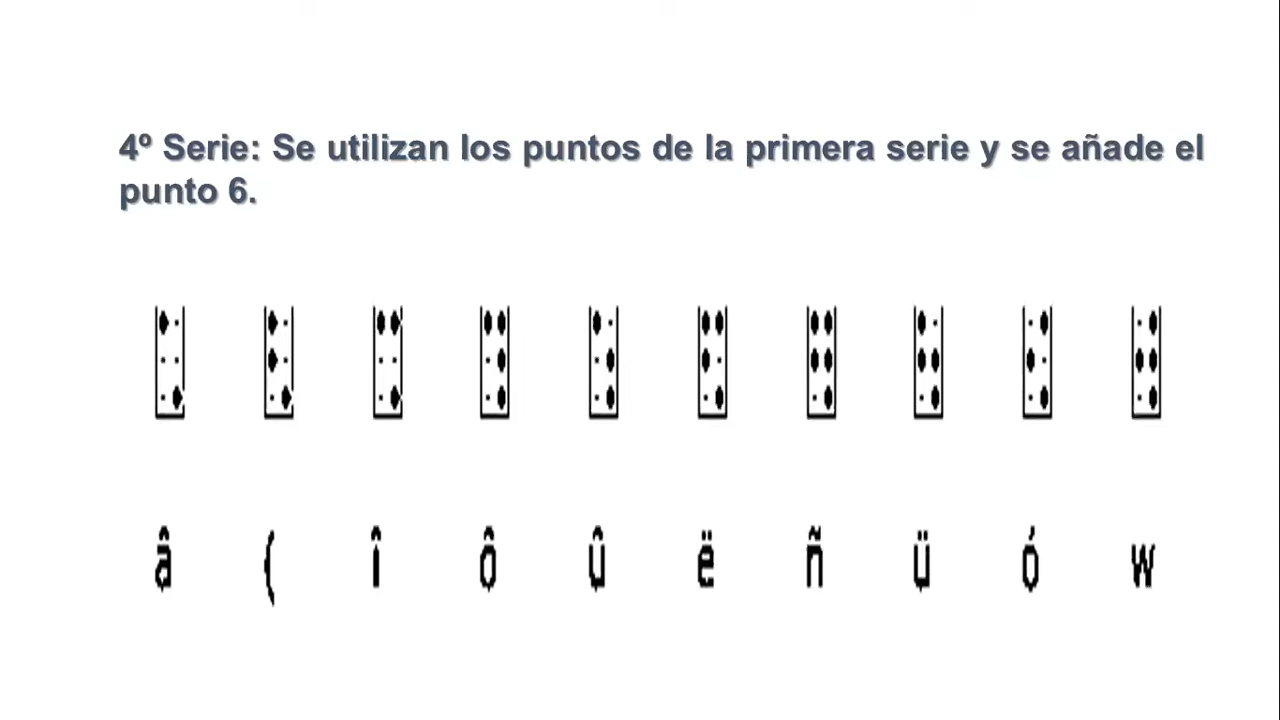 4º Serie: Se utilizan los puntos de la primera serie y se añade el
punto 6.
⠡ ⠣ ⠩ ⠹ ⠱ ⠫ ⠻ ⠳ ⠪ ⠺
â ( î ô û ë ñ ü ó w